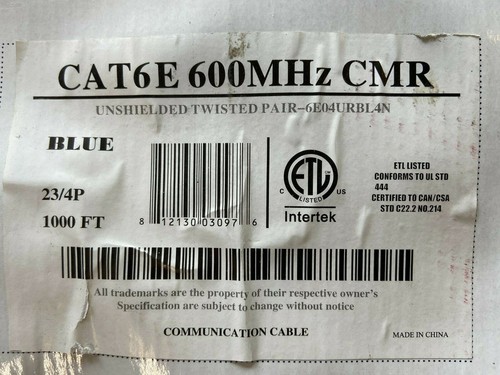 CAT6E 600MHz CMR
UNSHIELDED TWISTED PAIR-6E04URBL4N
BLUE
23/4P
1000 FT
8 12130 03097 6
C ETL US
LISTED
Intertek
ETL LISTED
CONFORMS TO UL STD
444
CERTIFIED TO CAN/CSA
STD C22.2 NO.214
All trademarks are the property of their respective owner's
Specification are subject to change without notice
COMMUNICATION CABLE
MADE IN CHINA